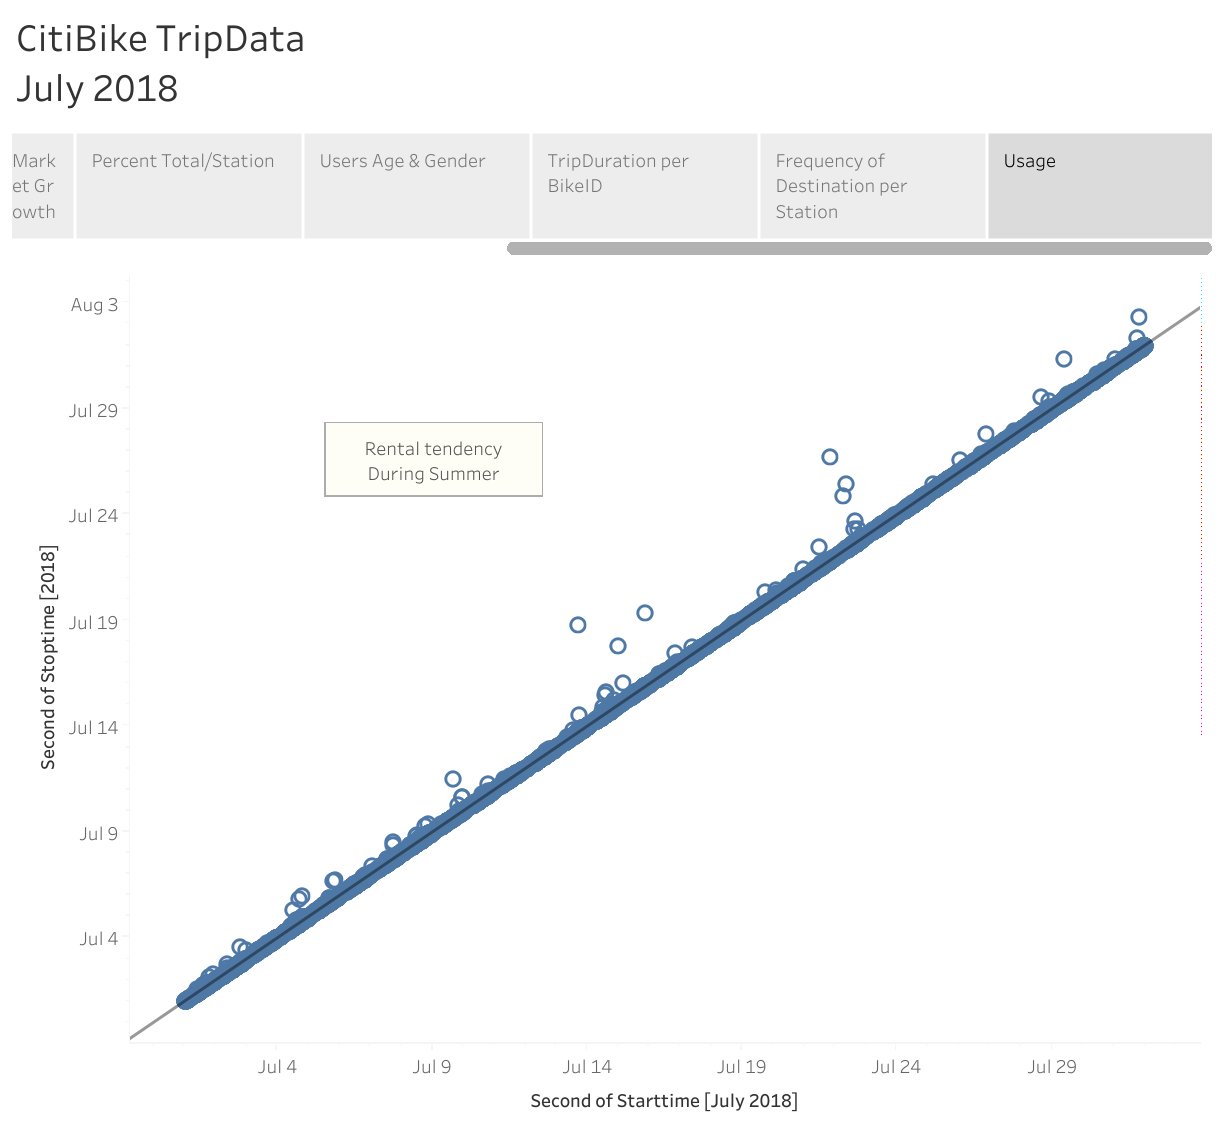 CitiBike TripData
July 2018
Mark
et Gr
owth
Percent Total/Station
Users Age & Gender
TripDuration per
BikeID
Frequency of
Destination per
Station
Usage
Aug 3
Jul 29
Jul 24
Jul 19
Jul 14
Jul 9
Jul 4
Second of Stoptime [2018]
Rental tendency
During Summer
Jul 4
Jul 9
Jul 14
Jul 19
Jul 24
Jul 29
Second of Starttime [July 2018]